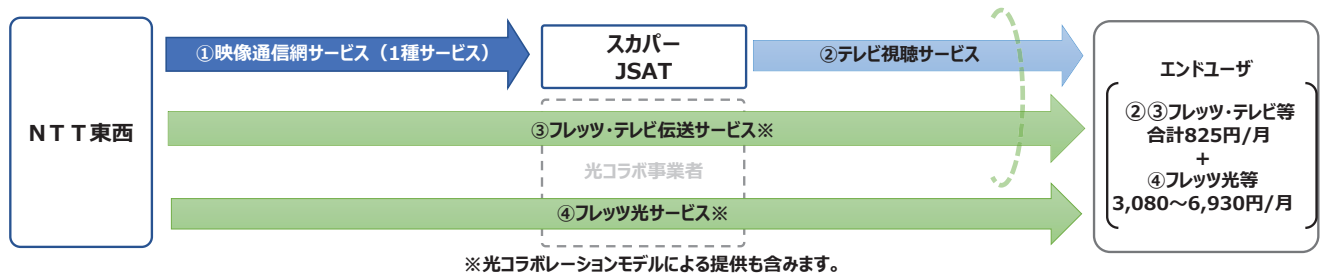 NTT東西
①映像通信網サービス（1種サービス）
スカパー
JSAT
②テレビ視聴サービス
③フレッツ・テレビ伝送サービス※
光コラボ事業者
④フレッツ光サービス※
エンドユーザ
②③フレッツ・テレビ等
合計825円/月
+
④フレッツ光等
3,080～6,930円/月
※光コラボレーションモデルによる提供も含みます。